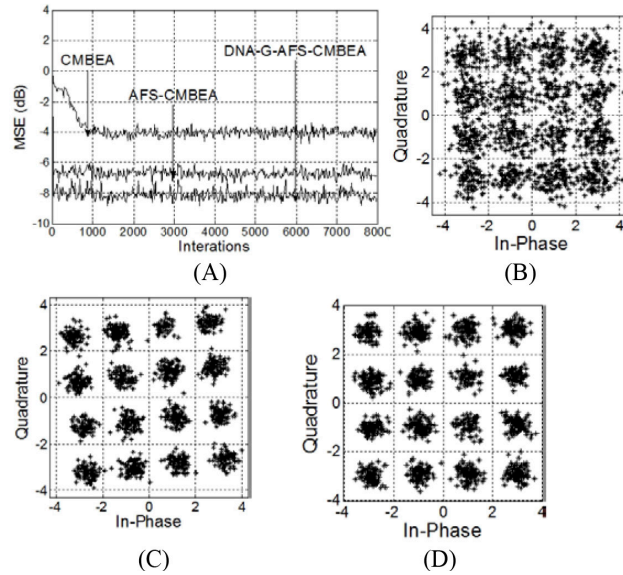 4
2
0
-2
-4
-6
-8
-10
MSE (dB)
CMBEA
AFS-CMBEA
DNA-G-AFS-CMBEA
0 1000 2000 3000 4000 5000 6000 7000 800C
Interations
(A)
4
2
0
-2
-4
Quadrature
-4 -2 0 2 4
In-Phase
(B)
4
2
0
-2
-4
Quadrature
-4 -2 0 2 4
In-Phase
(C)
4
2
0
-2
-4
Quadrature
-4 -2 0 2 4
In-Phase
(D)